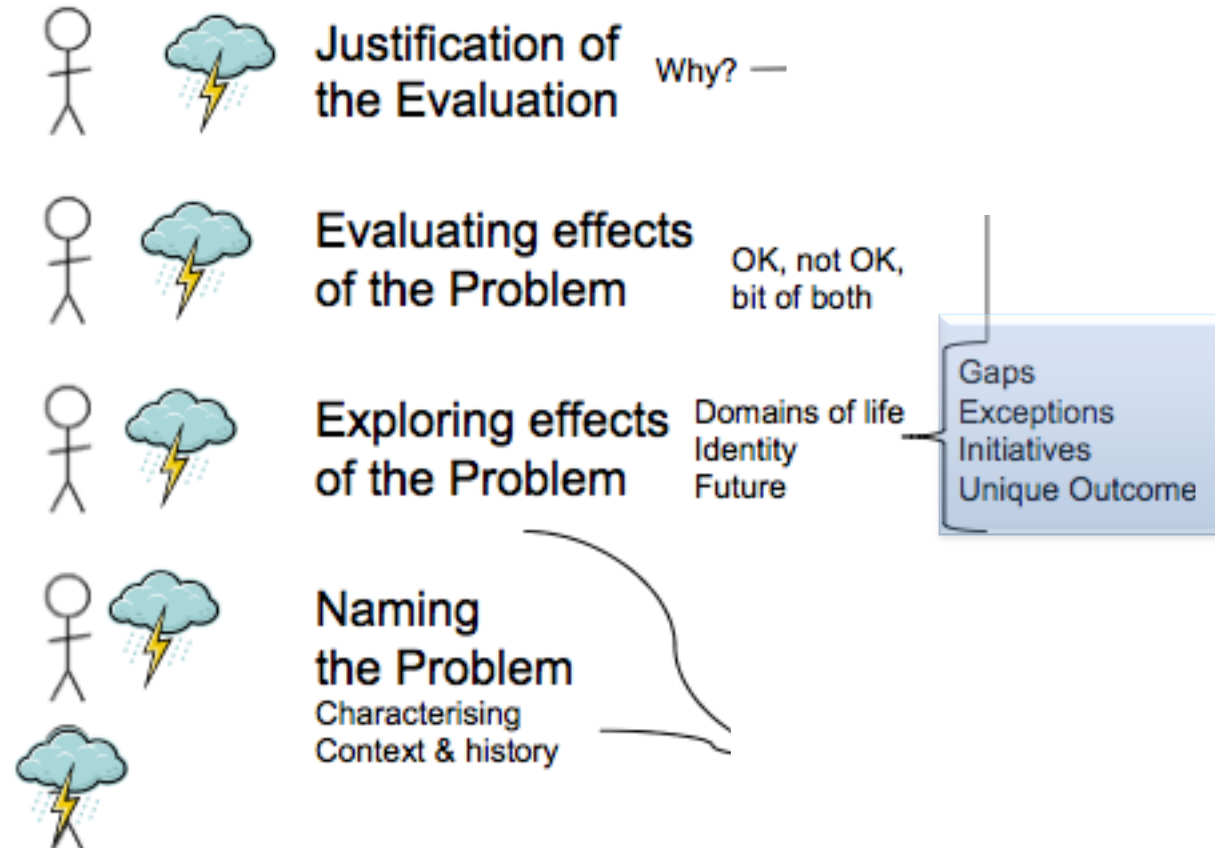 Justification of
the Evaluation
Why?
Evaluating effects
of the Problem
OK, not OK,
bit of both
Exploring effects
of the Problem
Domains of life
Identity
Future
Gaps
Exceptions
Initiatives
Unique Outcome
Naming
the Problem
Characterising
Context & history